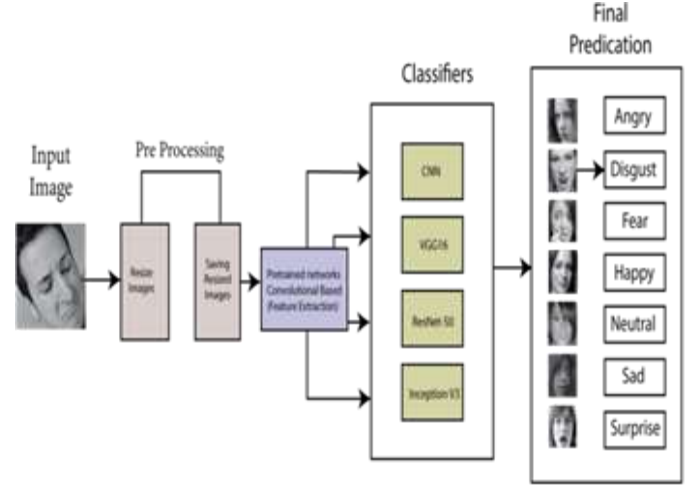 Final
Predication
Classifiers
Input
Image
Pre Processing
Resize
Images
Saving
Resized
Images
Pretrained networks
Convolutional Based
(Feature Extraction)
CNN
VGG16
ResNet 50
Inception V3
Angry
Disgust
Fear
Happy
Neutral
Sad
Surprise